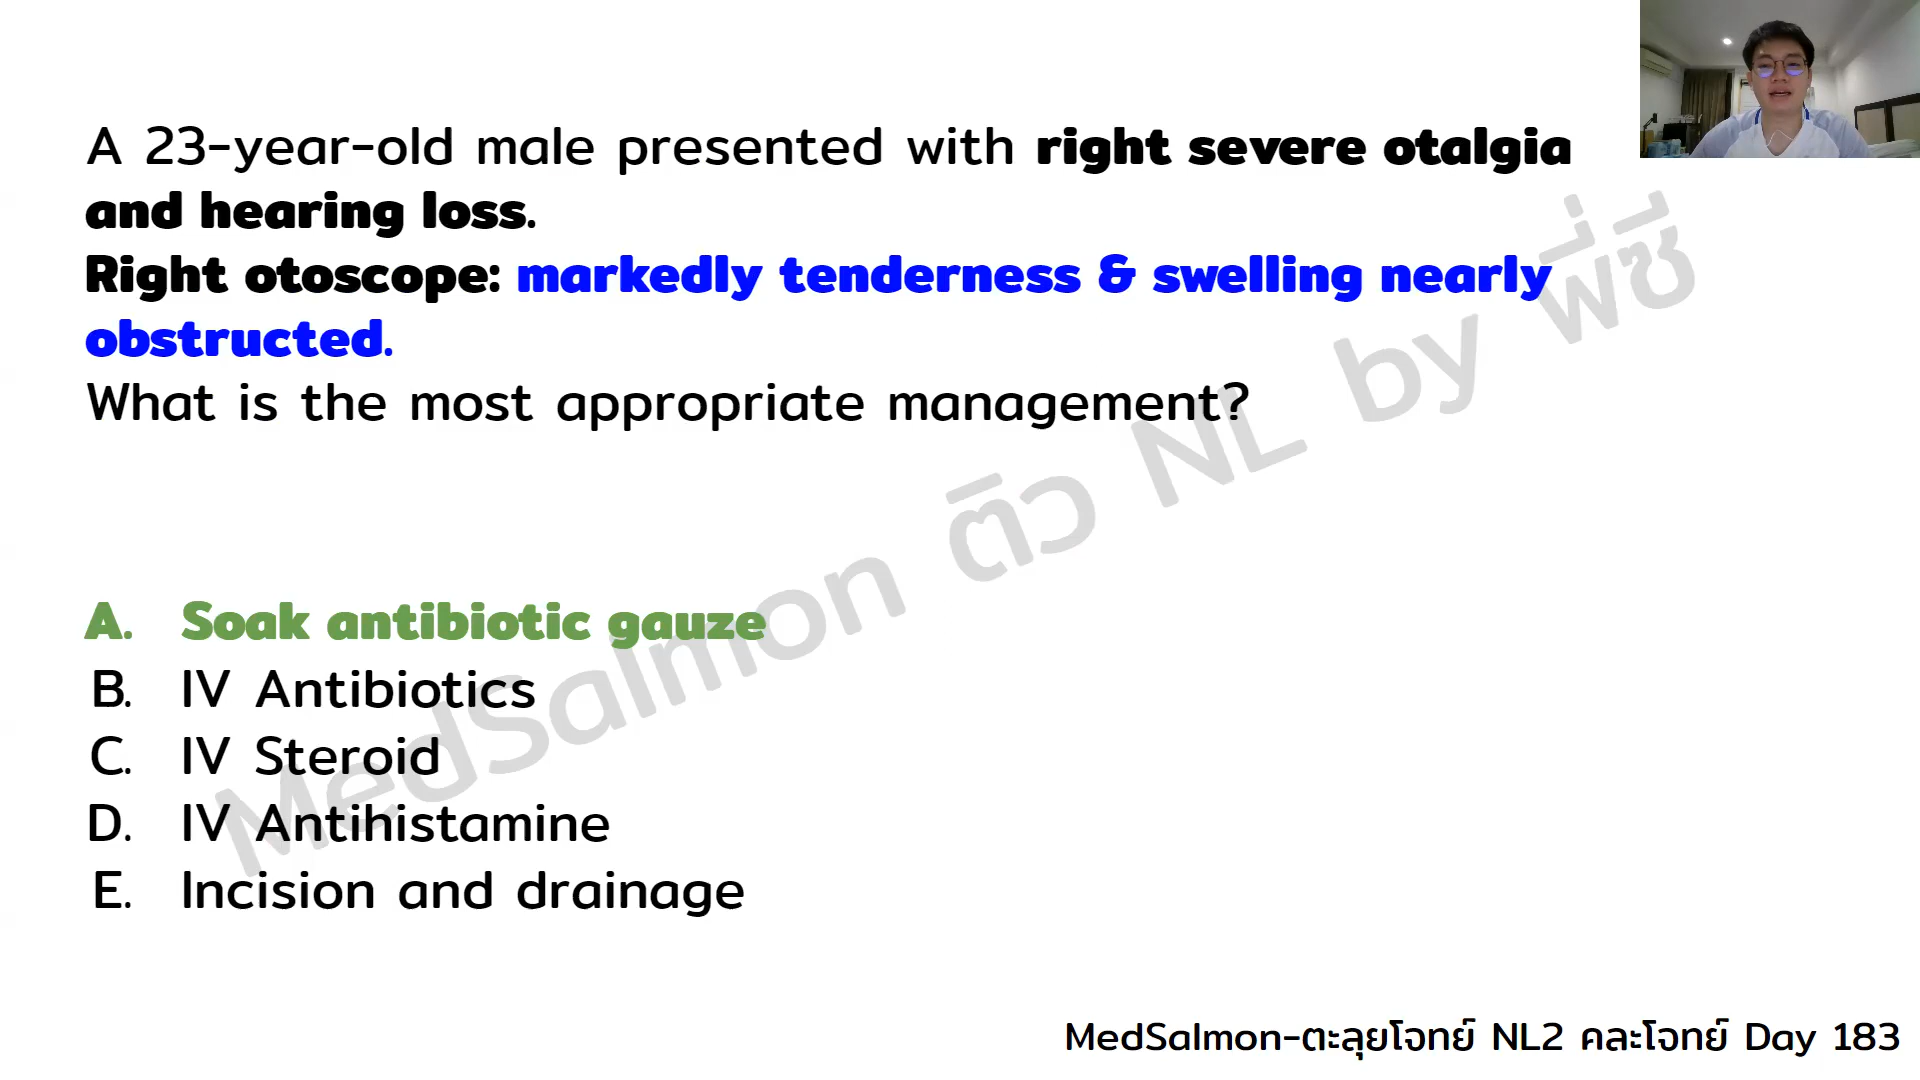 A 23-year-old male presented with right severe otalgia
and hearing loss.
Right otoscope: markedly tenderness & swelling nearly
obstructed.
What is the most appropriate management?
MedSalmon ติว NL by พี่ซี
A. Soak antibiotic gauze
B. IV Antibiotics
C. IV Steroid
D. IV Antihistamine
E. Incision and drainage
MedSalmon-ตะลุยโจทย์ NL2 คละโจทย์ Day 183